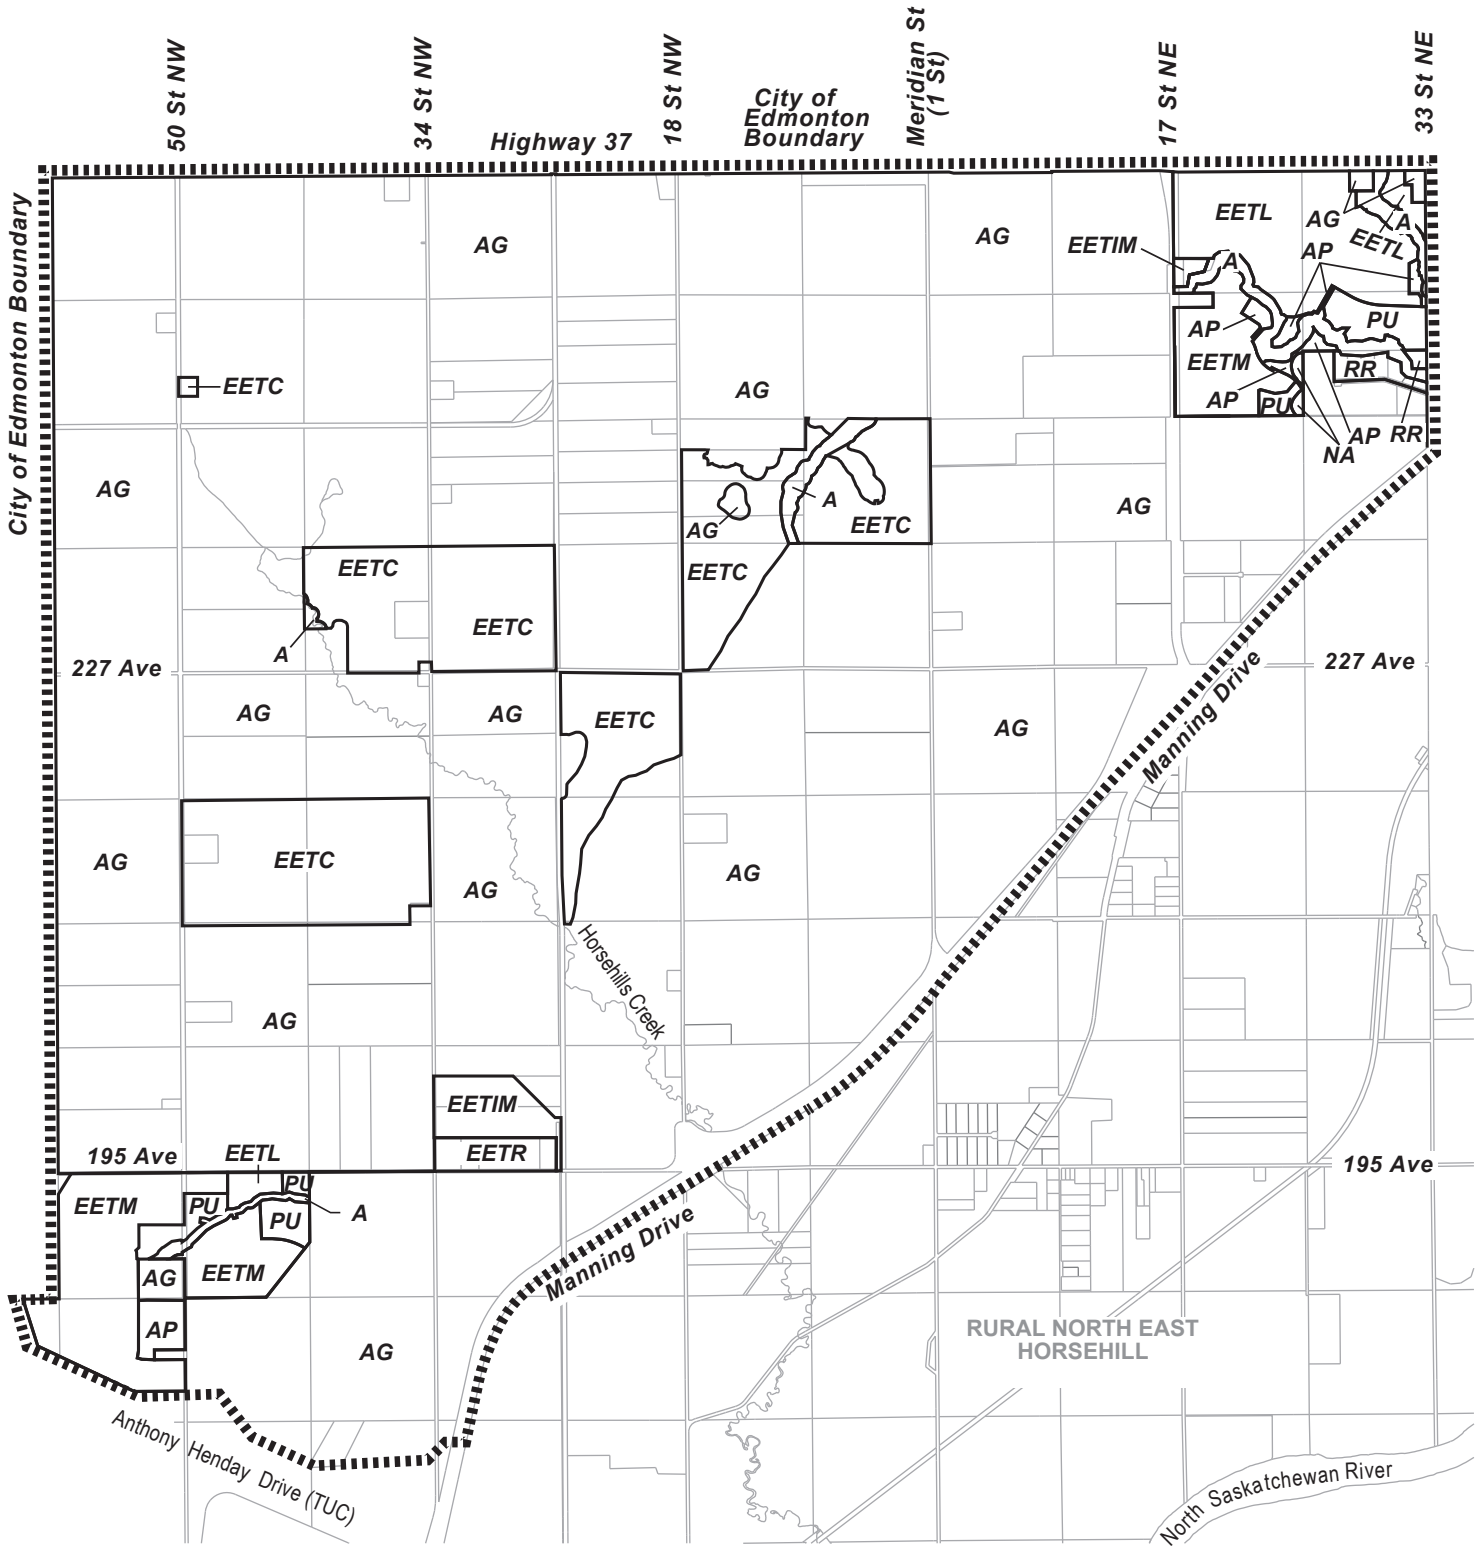 50 St NW
34 St NW
18 St NW
Meridian St
(1 St)
17 St NE
33 St NE
City of
Edmonton
Boundary
Highway 37
City of Edmonton Boundary
AG
AG
EETIM
EETL
A
AG
A
EETL
AP
AP
PU
EETM
RR
AP
PU
AP
RR
NA
EETC
AG
AG
A
AG
EETC
AG
EETC
EETC
EETC
A
227 Ave
227 Ave
Manning Drive
AG
AG
EETC
AG
AG
EETC
AG
AG
Horsehills Creek
AG
EETIM
EETR
195 Ave
195 Ave
EETL
EETM
PU
PU
PU
A
AG
EETM
AP
AG
Manning Drive
RURAL NORTH EAST
HORSEHILL
Anthony Henday Drive (TUC)
North Saskatchewan River